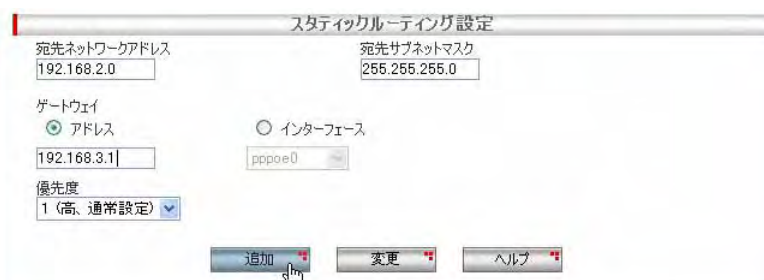 スタティックルーティング設定
宛先ネットワークアドレス 宛先サブネットマスク
192.168.2.0 255.255.255.0
ゲートウェイ
アドレス インターフェース
192.168.3.1 pppoe0
優先度
1 (高、通常設定)
追加 変更 ヘルプ